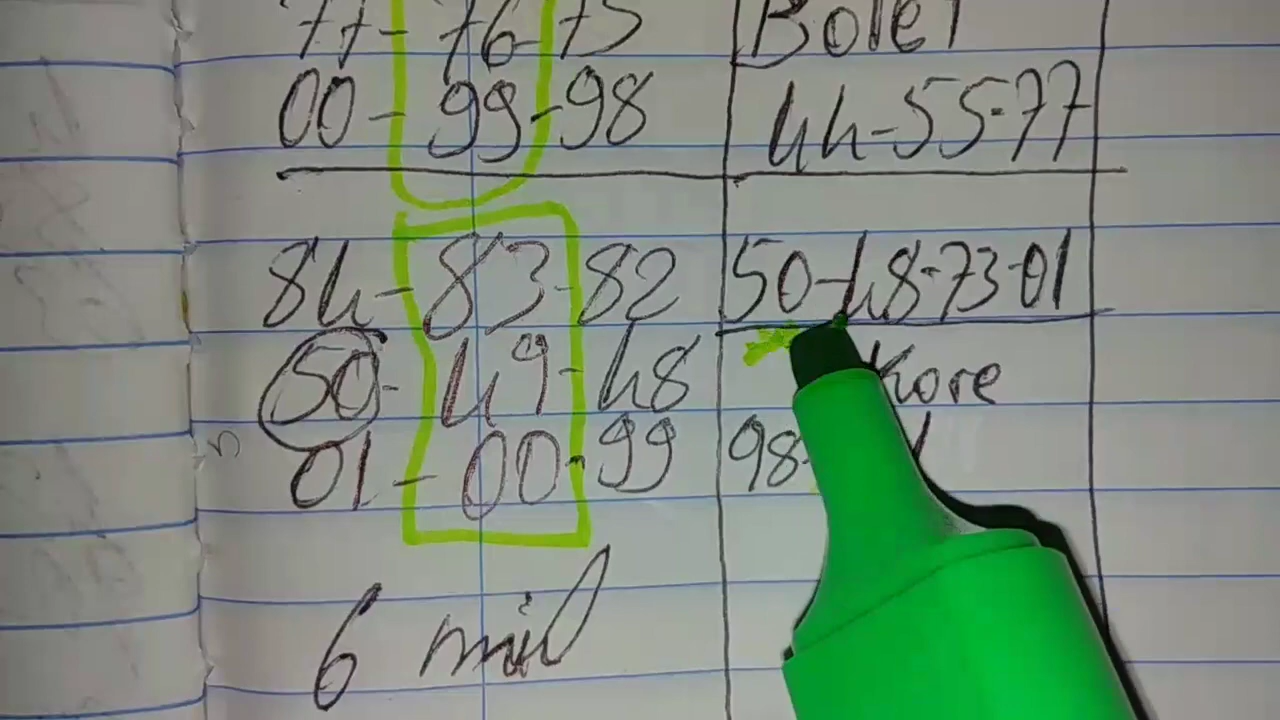 77-76-75 Bolet
00-99-98 44-55-77
84-83-82 50-48-73-01
50-49-48 Kore
01-00-99 98-
6 mil